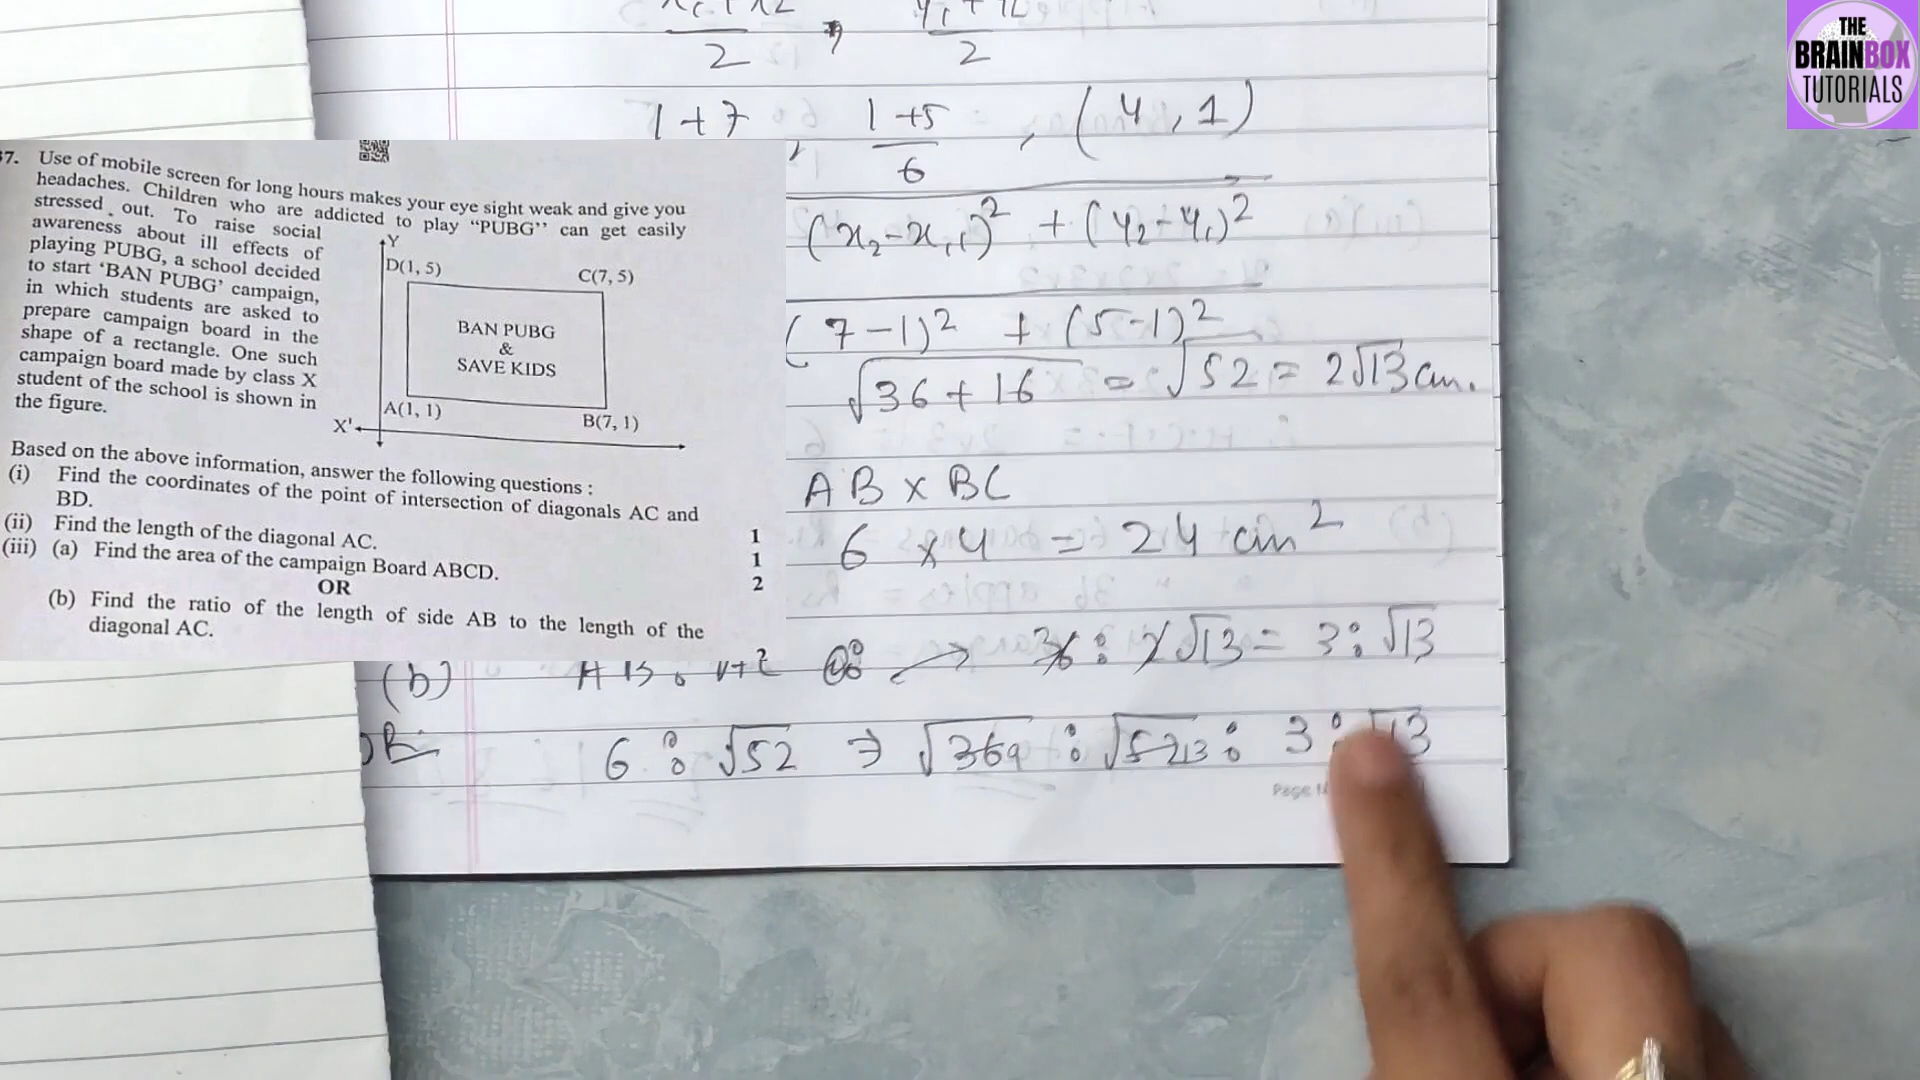 THE
BRAINBOX
TUTORIALS
2 , 2
1+7 , 1+5 , (4,1)
6
(x₂-x₁)² + (y₂-y₁)²
(7-1)² + (5-1)²
√36+16 = √52 = 2√13 cm.
AB x BC
6 x 4 = 24 cm²
37. Use of mobile screen for long hours makes your eye sight weak and give you
headaches. Children who are addicted to play "PUBG" can get easily
stressed out. To raise social
awareness about ill effects of
playing PUBG, a school decided
to start 'BAN PUBG' campaign,
in which students are asked to
prepare campaign board in the
shape of a rectangle. One such
campaign board made by class X
student of the school is shown in
the figure.
Y
D(1, 5) C(7, 5)
BAN PUBG
&
SAVE KIDS
A(1, 1) B(7, 1)
X'
Based on the above information, answer the following questions :
(i) Find the coordinates of the point of intersection of diagonals AC and
BD. 1
(ii) Find the length of the diagonal AC. 1
(iii) (a) Find the area of the campaign Board ABCD. 2
OR
(b) Find the ratio of the length of side AB to the length of the
diagonal AC.
(b) 36 : 2√13 = 3:√13
OR 6 : √52 ⇒ √36 9 : √52 13 : 3:√13
Page